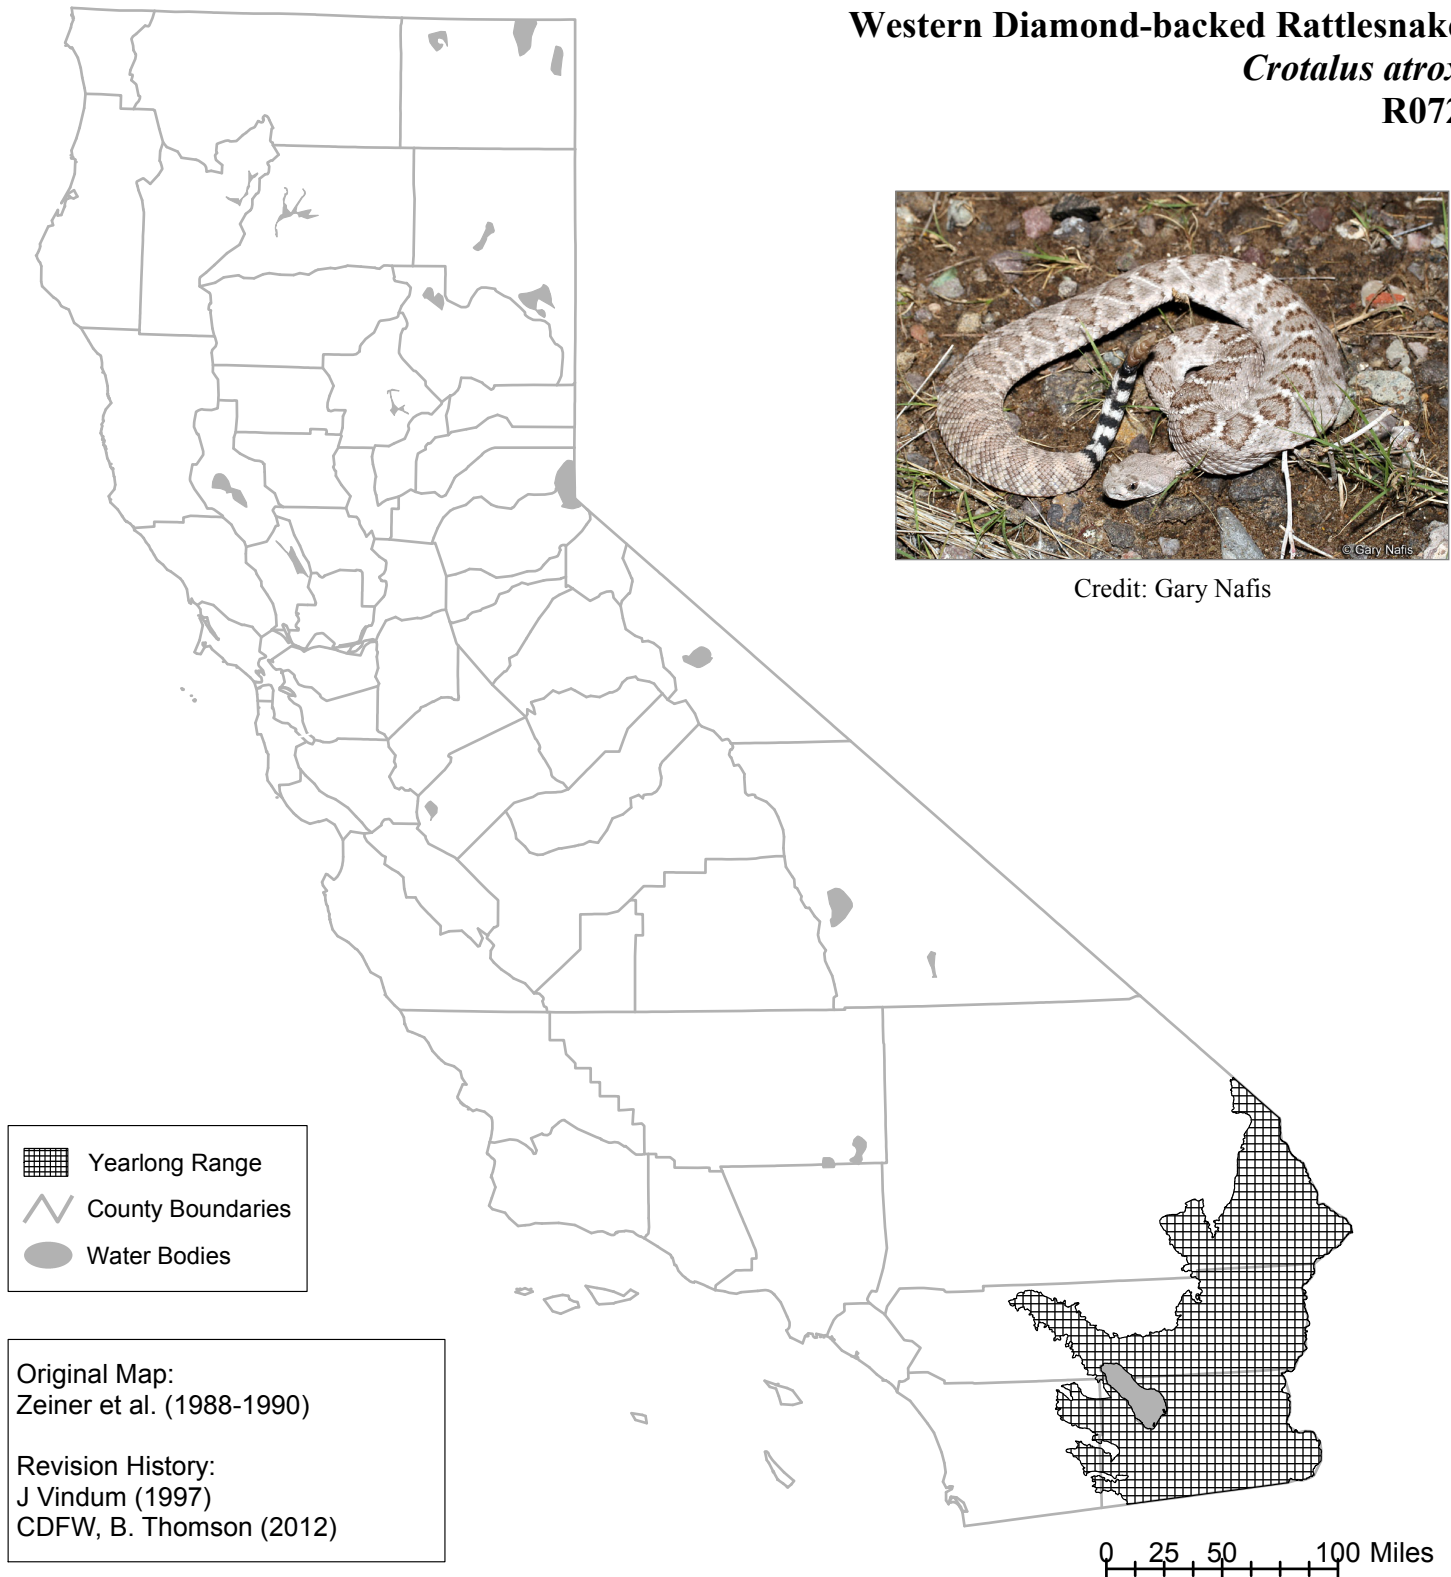 Western Diamond-backed Rattlesnake
Crotalus atrox
R072
© Gary Nafis
Credit: Gary Nafis
Yearlong Range
County Boundaries
Water Bodies
Original Map:
Zeiner et al. (1988-1990)
Revision History:
J Vindum (1997)
CDFW, B. Thomson (2012)
0 25 50 100 Miles